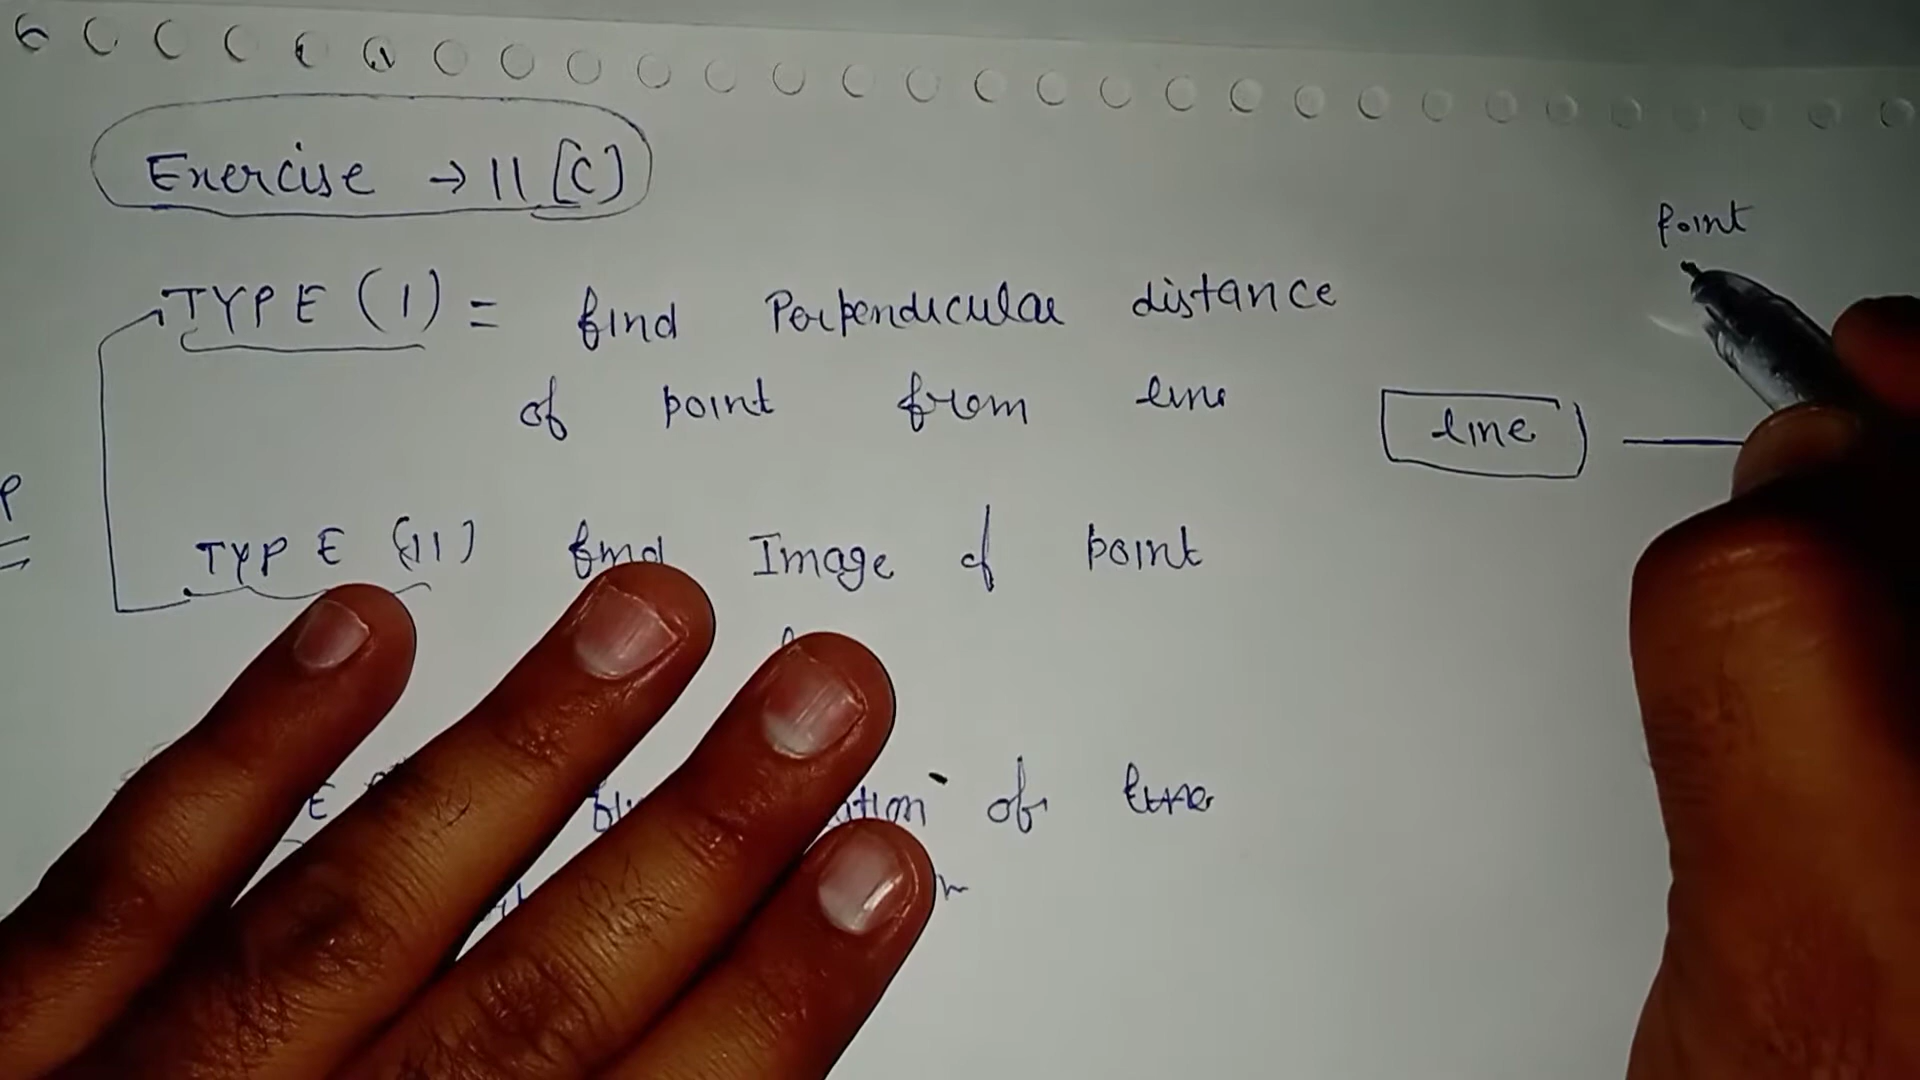 Exercise → 11 [C]
Point
TYPE (1) = find Perpendicular distance
of point from line
line
P
TYPE (11) find Image of point
of line